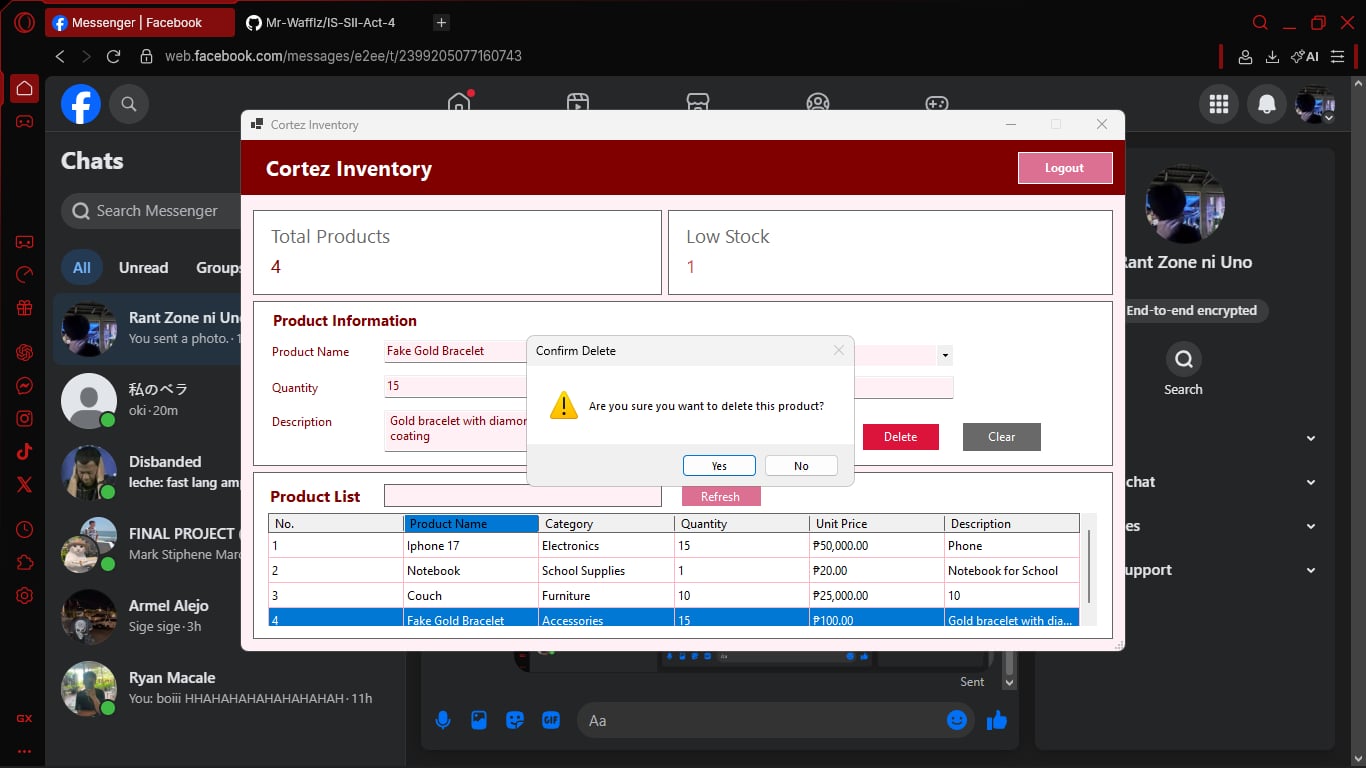 Messenger | Facebook
Mr-Wafflz/IS-SII-Act-4
web.facebook.com/messages/e2ee/t/2399205077160743
AI
Chats
Search Messenger
All Unread Groups
Rant Zone ni Uno
You sent a photo. · 1
私のベラ
oki · 20m
Disbanded
leche: fast lang amp
FINAL PROJECT (
Mark Stiphene Marc
Armel Alejo
Sige sige · 3h
Ryan Macale
You: boiii HHAHAHAHAHAHAHAHAH · 11h
GX
Cortez Inventory
Cortez Inventory
Logout
Total Products
4
Low Stock
1
Product Information
Product Name
Fake Gold Bracelet
Quantity
15
Description
Gold bracelet with diamon
coating
Delete
Clear
Confirm Delete
Are you sure you want to delete this product?
Yes
No
Product List
Refresh
No. Product Name Category Quantity Unit Price Description
1 Iphone 17 Electronics 15 ₱50,000.00 Phone
2 Notebook School Supplies 1 ₱20.00 Notebook for School
3 Couch Furniture 10 ₱25,000.00 10
4 Fake Gold Bracelet Accessories 15 ₱100.00 Gold bracelet with dia...
Sent
GIF
Aa
Rant Zone ni Uno
End-to-end encrypted
Search
chat
es
upport